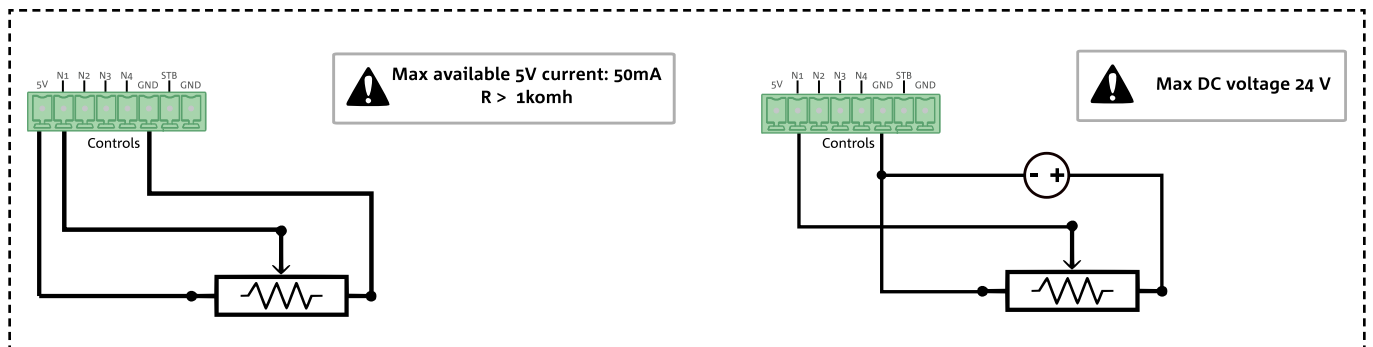 Max available 5V current: 50mA
R > 1komh
5V N1 N2 N3 N4 GND STB GND
Controls
Max DC voltage 24 V
5V N1 N2 N3 N4 GND STB GND
Controls
- +